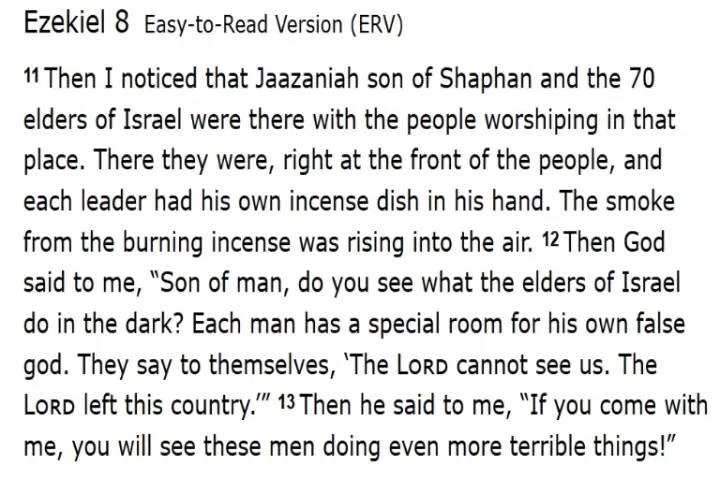 Ezekiel 8 Easy-to-Read Version (ERV)
11 Then I noticed that Jaazaniah son of Shaphan and the 70
elders of Israel were there with the people worshiping in that
place. There they were, right at the front of the people, and
each leader had his own incense dish in his hand. The smoke
from the burning incense was rising into the air. 12 Then God
said to me, “Son of man, do you see what the elders of Israel
do in the dark? Each man has a special room for his own false
god. They say to themselves, ‘The LORD cannot see us. The
LORD left this country.’” 13 Then he said to me, “If you come with
me, you will see these men doing even more terrible things!”